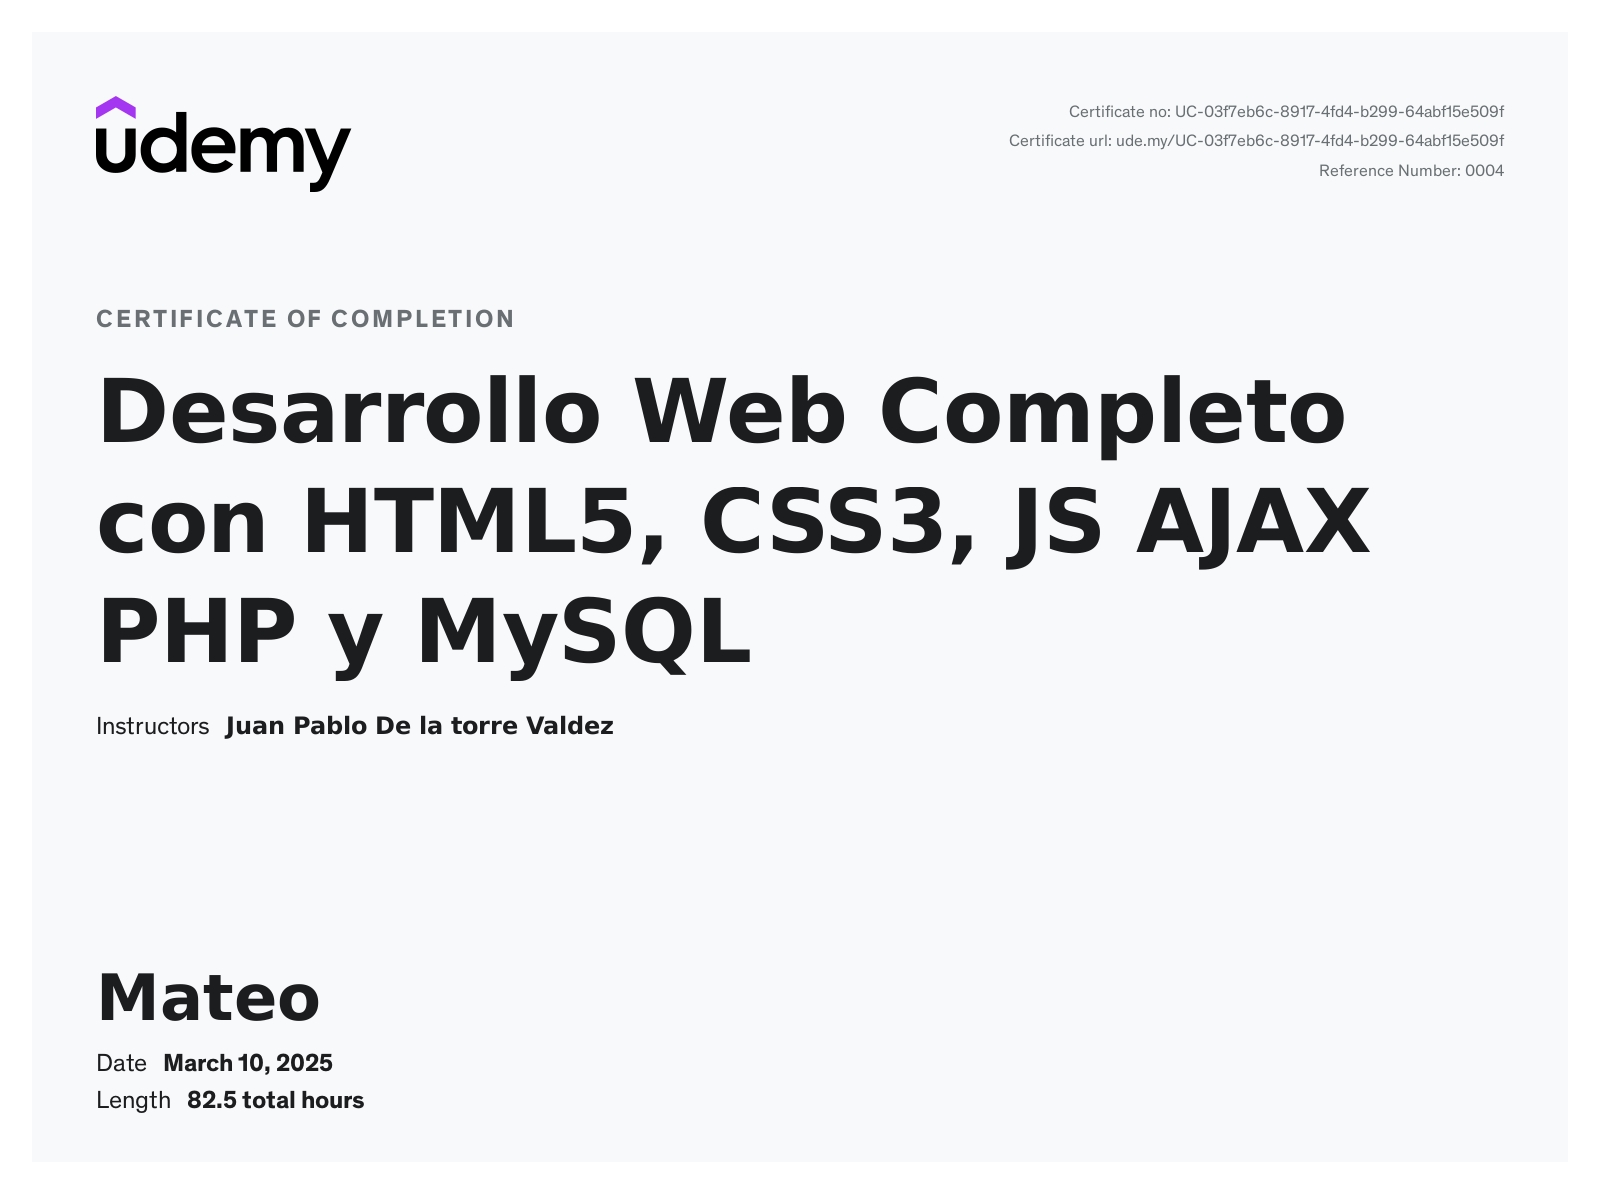 udemy
Certificate no: UC-03f7eb6c-8917-4fd4-b299-64abf15e509f
Certificate url: ude.my/UC-03f7eb6c-8917-4fd4-b299-64abf15e509f
Reference Number: 0004
CERTIFICATE OF COMPLETION
Desarrollo Web Completo
con HTML5, CSS3, JS AJAX
PHP y MySQL
Instructors Juan Pablo De la torre Valdez
Mateo
Date March 10, 2025
Length 82.5 total hours